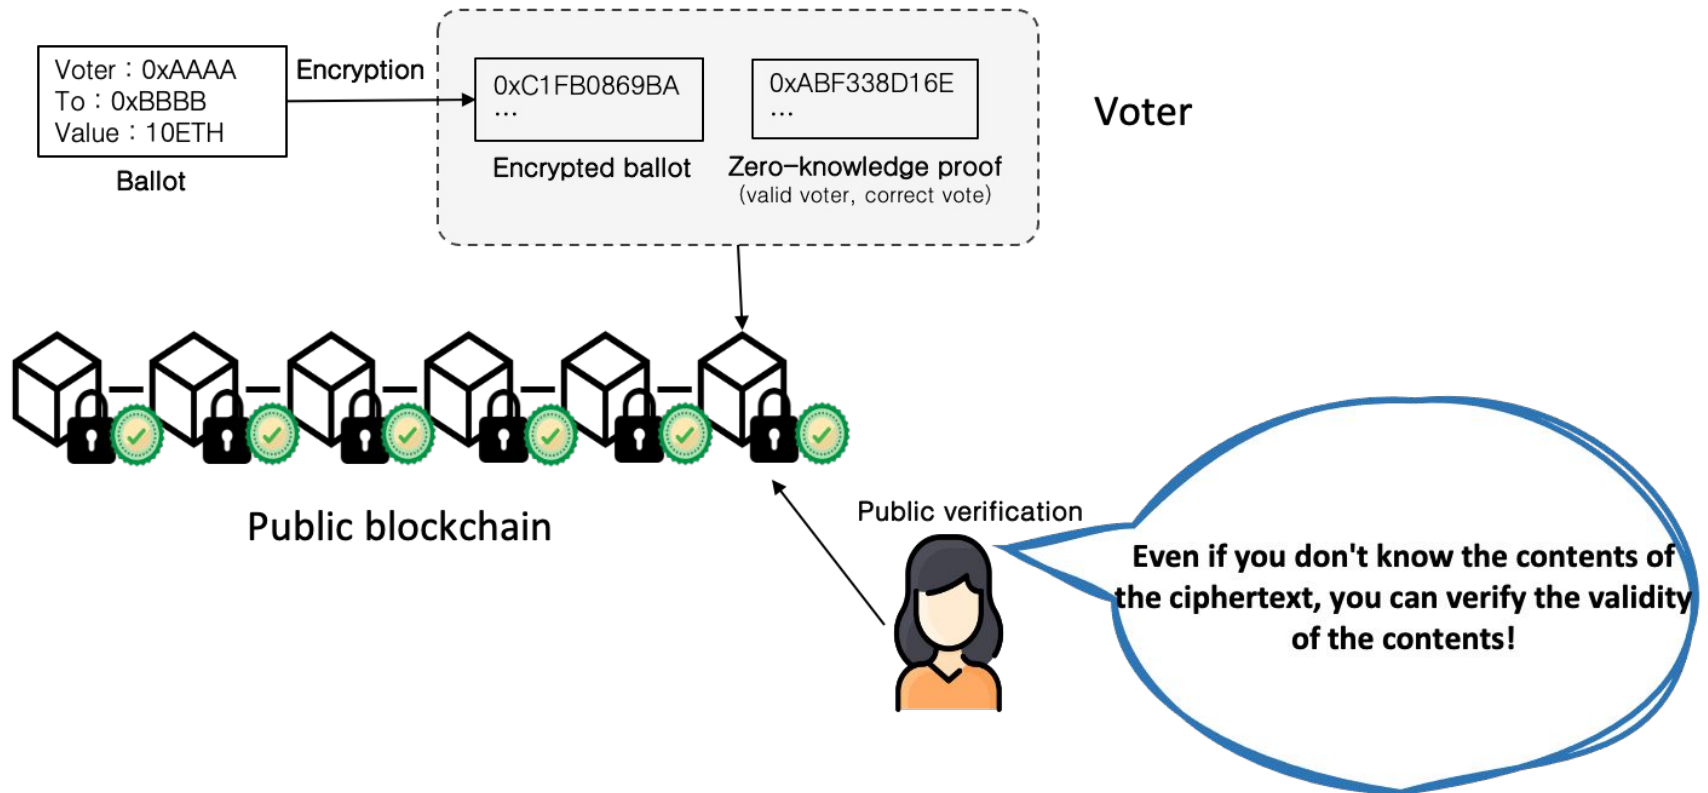 Voter : 0xAAAA
To : 0xBBBB
Value : 10ETH
Ballot
Encryption
0xC1FB0869BA
...
Encrypted ballot
0xABF338D16E
...
Zero-knowledge proof
(valid voter, correct vote)
Voter
Public blockchain
Public verification
Even if you don't know the contents of
the ciphertext, you can verify the validity
of the contents!